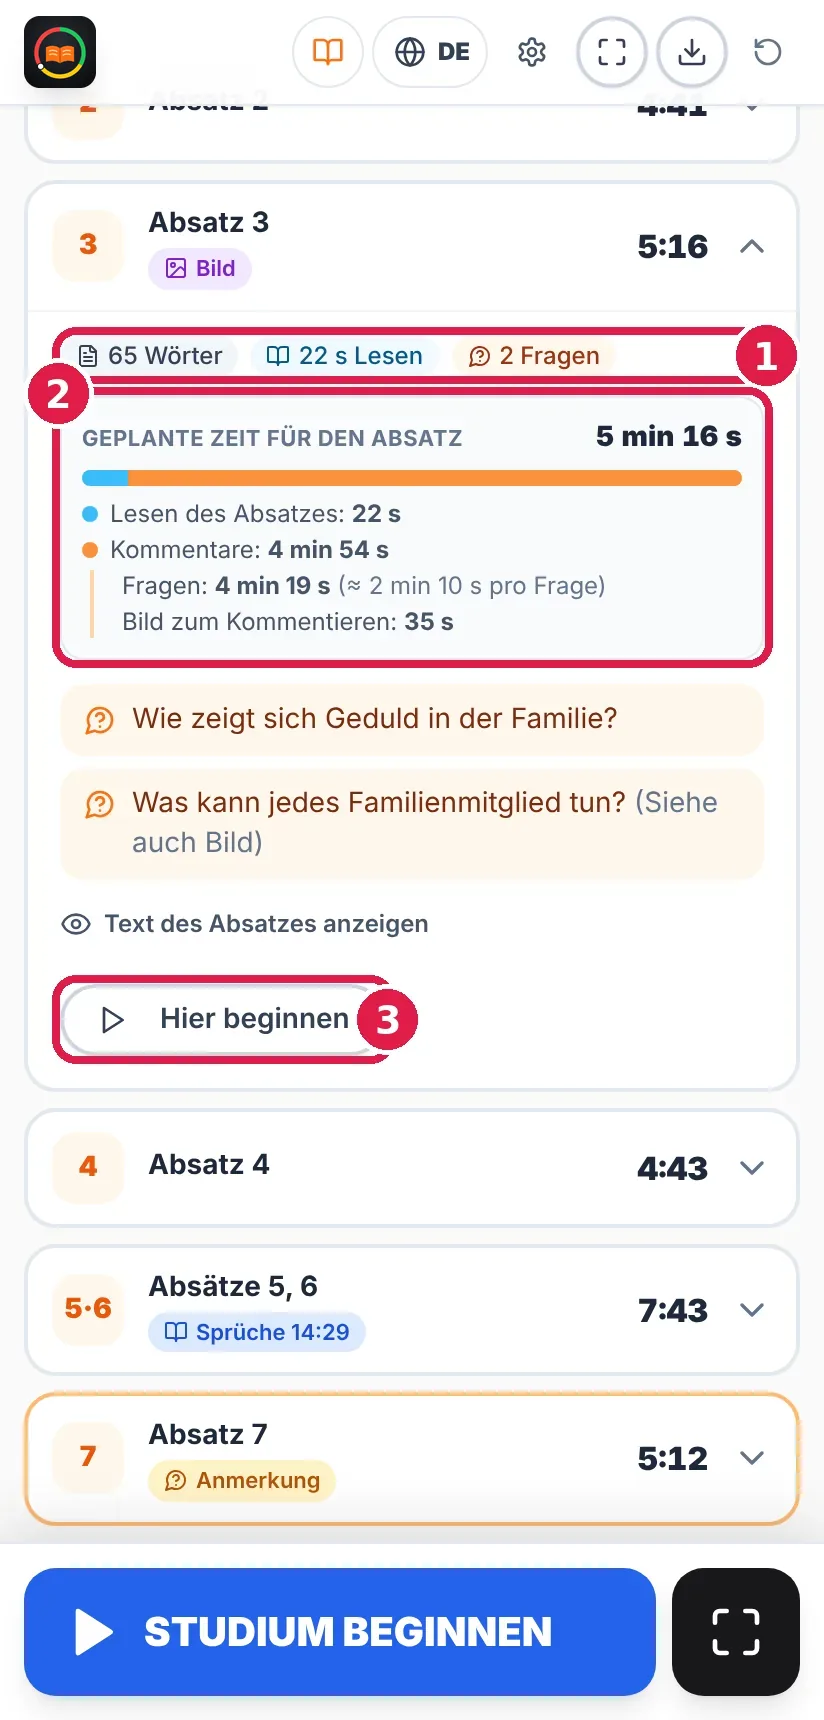 DE
2 Absatz 2 4:41
3 Absatz 3 5:16
Bild
65 Wörter 22 s Lesen 2 Fragen 1
2
GEPLANTE ZEIT FÜR DEN ABSATZ 5 min 16 s
Lesen des Absatzes: 22 s
Kommentare: 4 min 54 s
Fragen: 4 min 19 s (≈ 2 min 10 s pro Frage)
Bild zum Kommentieren: 35 s
Wie zeigt sich Geduld in der Familie?
Was kann jedes Familienmitglied tun? (Siehe
auch Bild)
Text des Absatzes anzeigen
Hier beginnen 3
4 Absatz 4 4:43
5·6 Absätze 5, 6 7:43
Sprüche 14:29
7 Absatz 7 5:12
Anmerkung
STUDIUM BEGINNEN